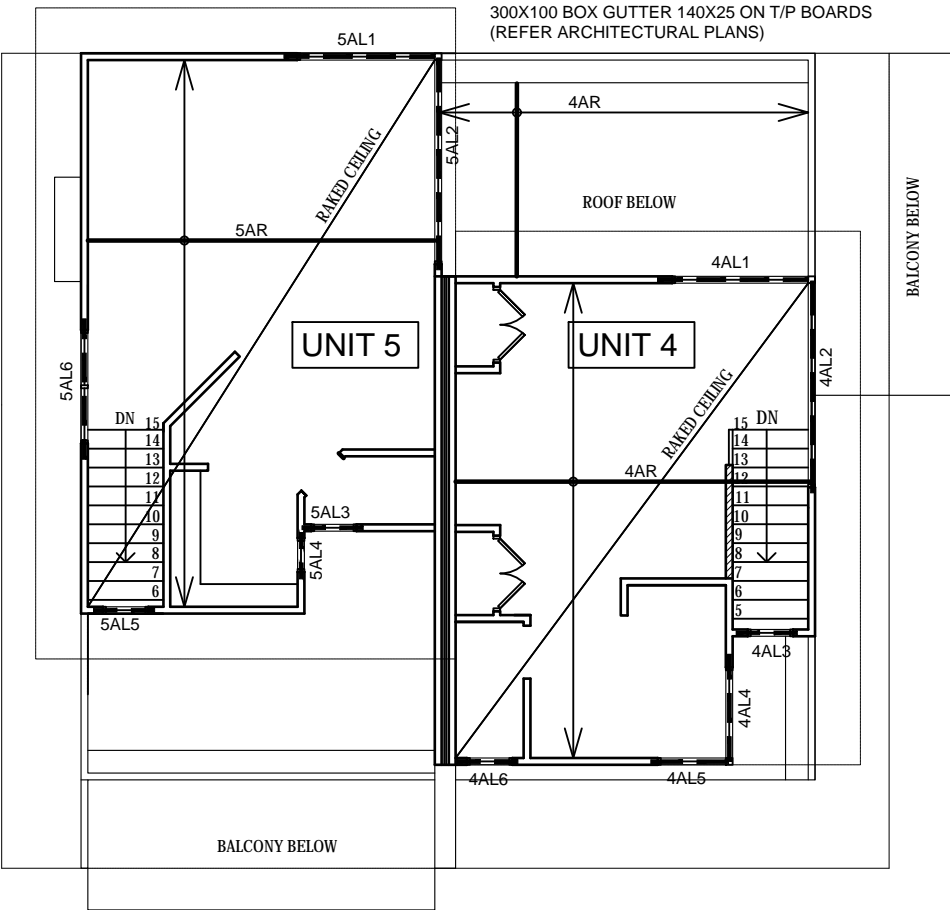 300X100 BOX GUTTER 140X25 ON T/P BOARDS
(REFER ARCHITECTURAL PLANS)
5AL1
4AR
5AL2
RAKED CEILING
ROOF BELOW
BALCONY BELOW
5AR
4AL1
UNIT 5
UNIT 4
5AL6
4AL2
RAKED CEILING
DN
15
14
13
12
11
10
9
8
7
6
15
DN
14
13
12
11
10
9
8
7
6
5
4AR
5AL3
5AL4
5AL5
4AL3
4AL4
4AL6
4AL5
BALCONY BELOW